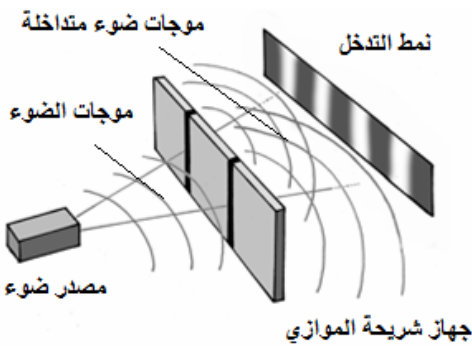 موجات ضوء متداخلة
نمط التدخل
موجات الضوء
مصدر ضوء
جهاز شريحة الموازي